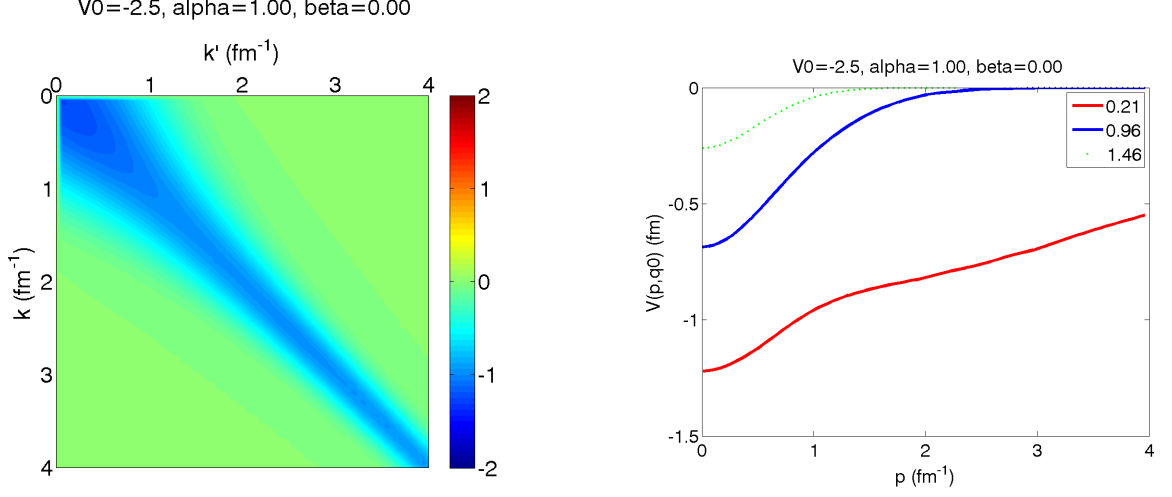 V0=-2.5, alpha=1.00, beta=0.00
k' (fm-1)
0 1 2 3 4
0
1
2
3
4
k (fm-1)
2
1
0
-1
-2
V0=-2.5, alpha=1.00, beta=0.00
0
-0.5
-1
-1.5
V(p,q0) (fm)
0.21
0.96
1.46
0 1 2 3 4
p (fm-1)